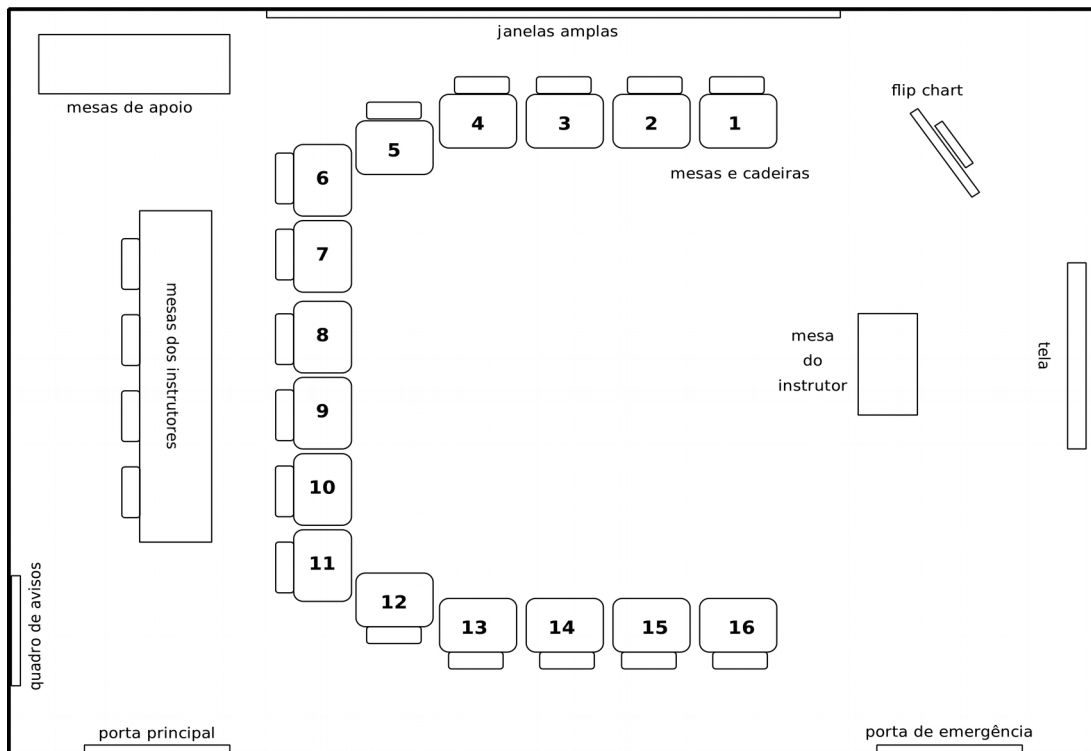 janelas amplas
mesas de apoio
flip chart
4
3
2
1
5
mesas e cadeiras
6
7
mesas dos instrutores
8
mesa
do
instrutor
tela
9
10
11
12
quadro de avisos
13
14
15
16
porta principal
porta de emergência